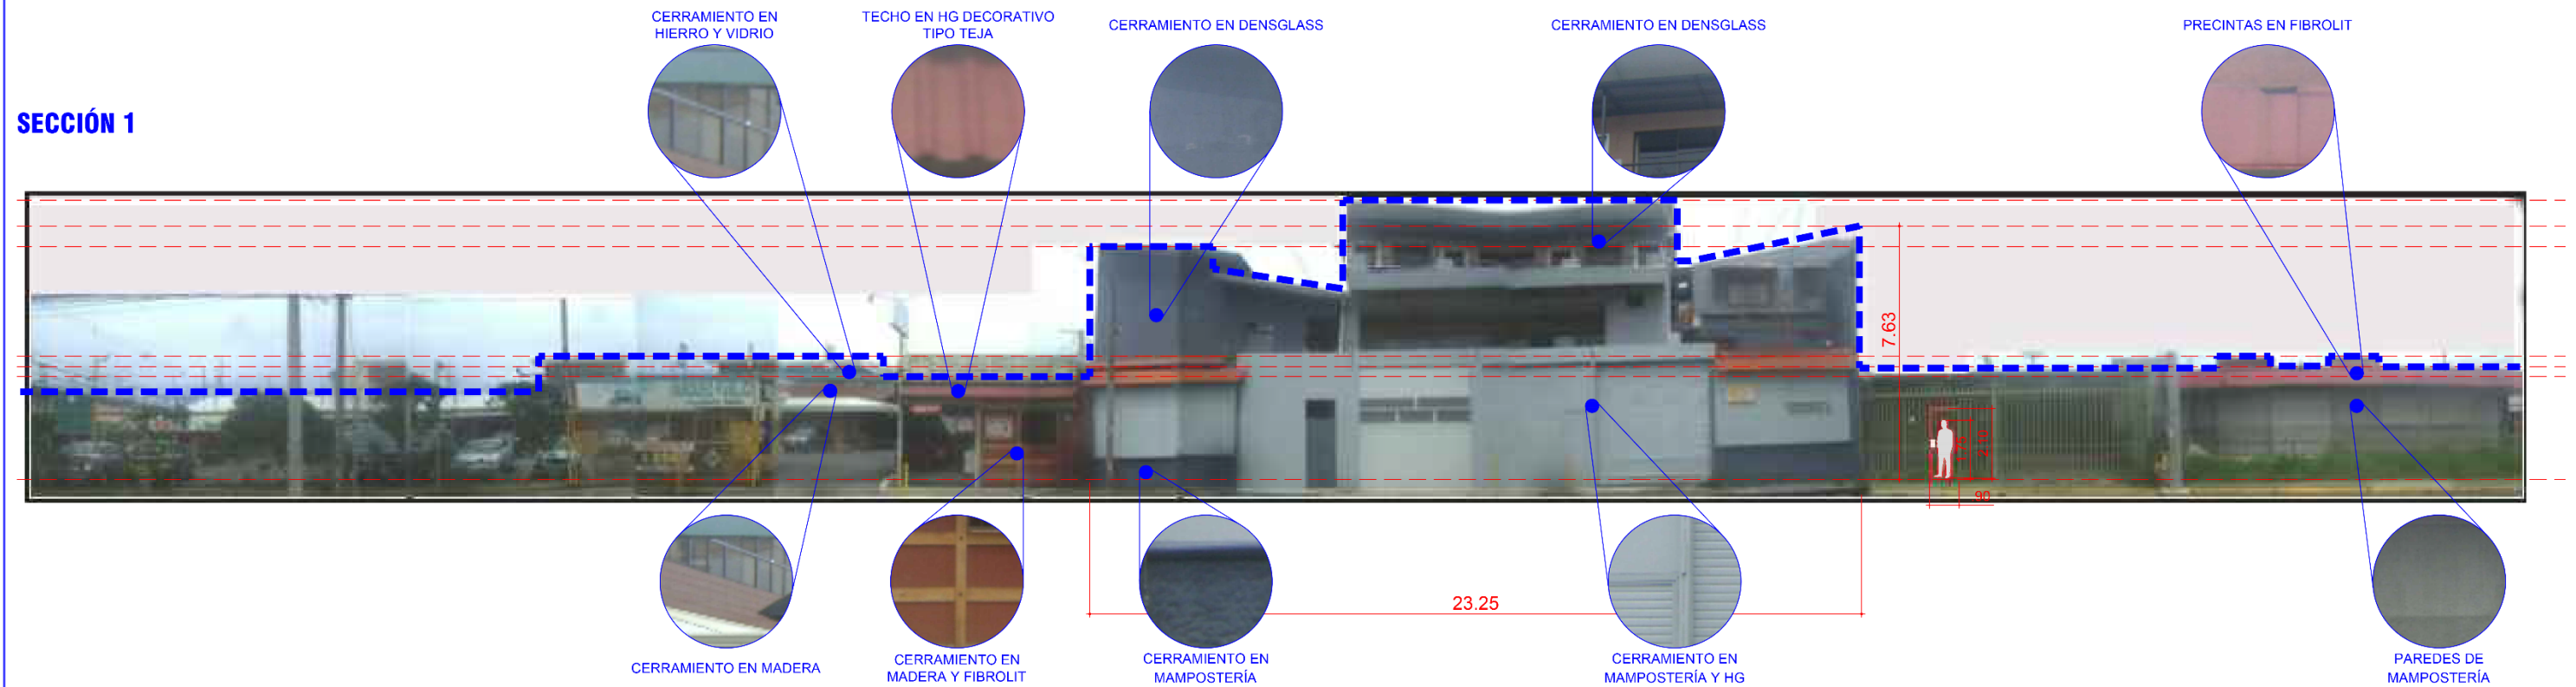 CERRAMIENTO EN
HIERRO Y VIDRIO
TECHO EN HG DECORATIVO
TIPO TEJA
CERRAMIENTO EN DENSGLASS
CERRAMIENTO EN DENSGLASS
PRECINTAS EN FIBROLIT
SECCIÓN 1
7.63
2.10
.90
23.25
CERRAMIENTO EN MADERA
CERRAMIENTO EN
MADERA Y FIBROLIT
CERRAMIENTO EN
MAMPOSTERÍA
CERRAMIENTO EN
MAMPOSTERÍA Y HG
PAREDES DE
MAMPOSTERÍA